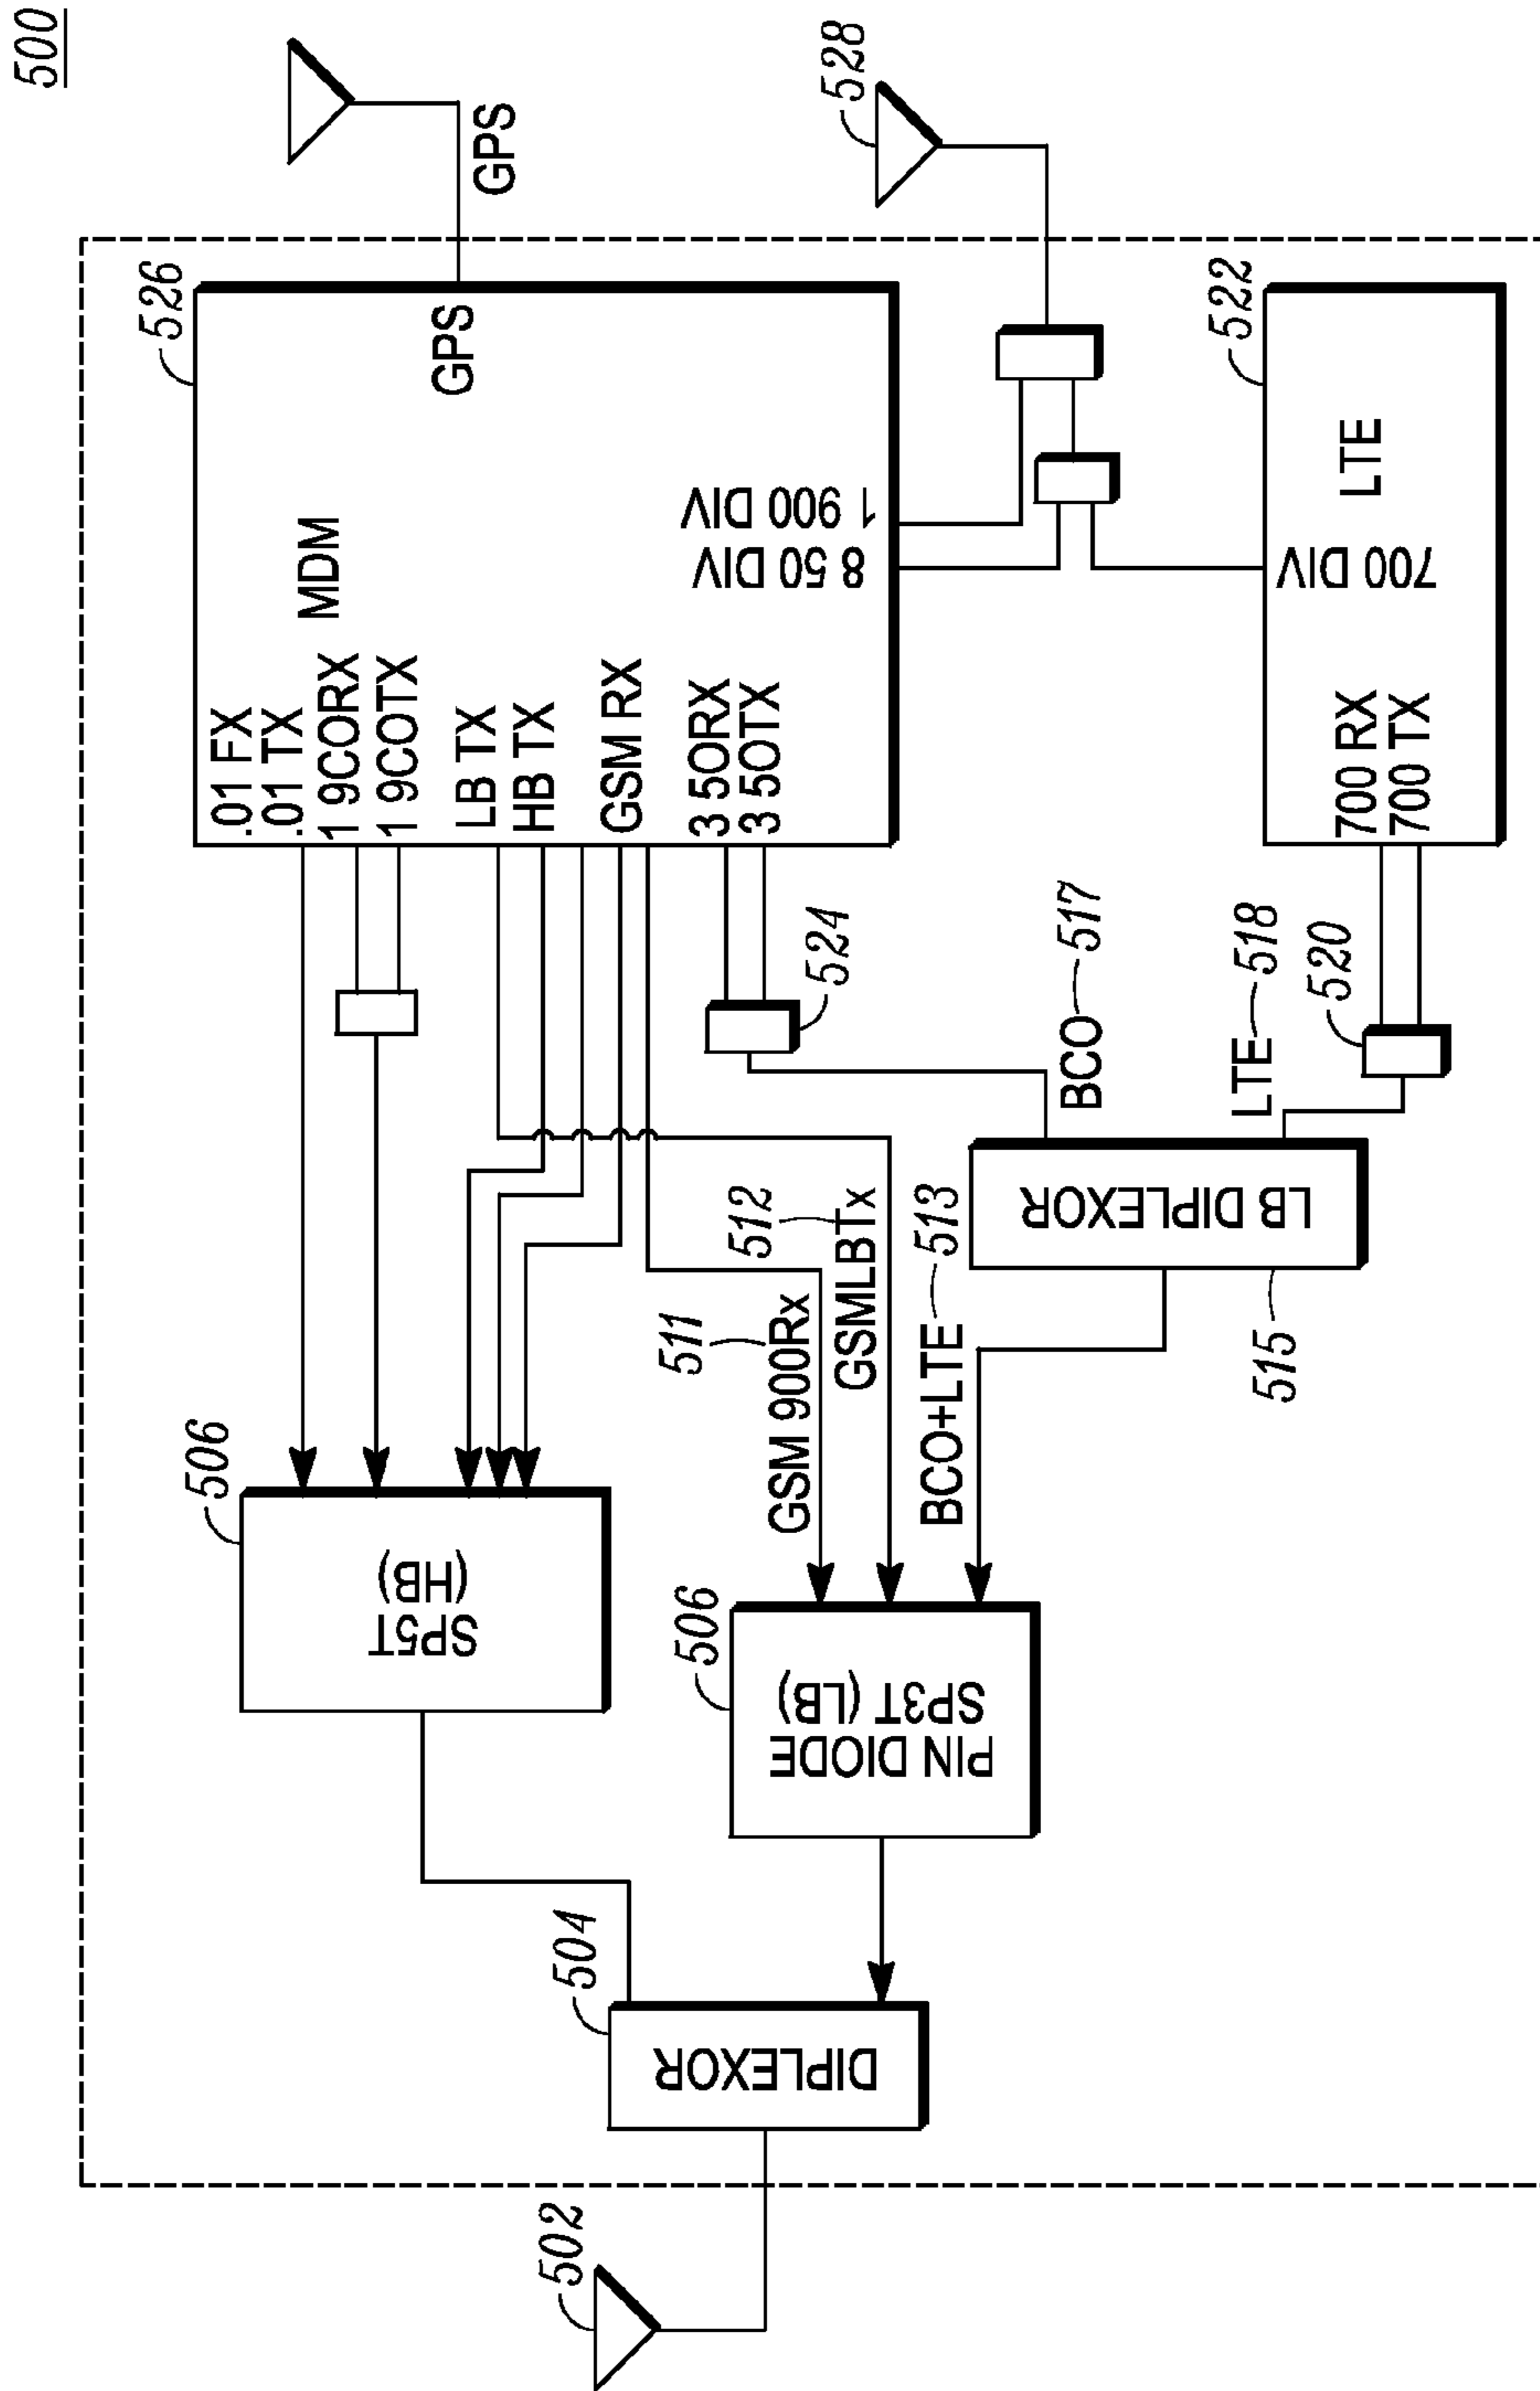 500
GPS
528
526
MDM
GPS
.01 FX
.01 TX
1 9CORX
1 9COTX
LB TX
HB TX
GSM RX
3 5ORX
3 5OTX
8 50 DIV
1 900 DIV
522
LTE
700 DIV
700 RX
700 TX
524
BCO
517
LTE
518
520
LB DIPLEXOR
515
511
GSM 900Rx
512
GSMLBTx
BCO+LTE
513
506
SP5T
(HB)
506
PIN DIODE
SP3T (LB)
504
DIPLEXOR
502